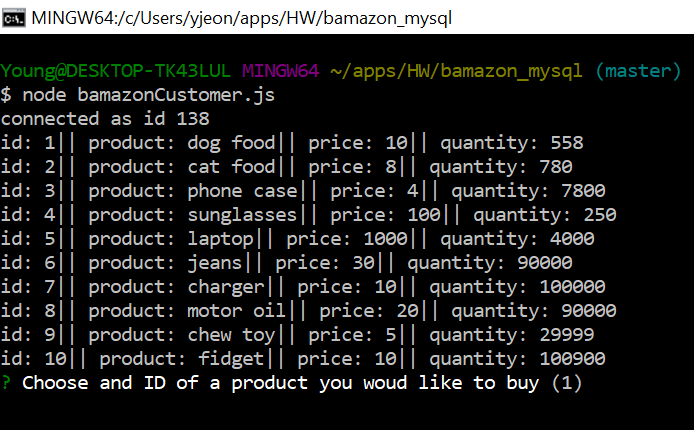 MINGW64:/c/Users/yjeon/apps/HW/bamazon_mysql
Young@DESKTOP-TK43LUL MINGW64 ~/apps/HW/bamazon_mysql (master)
$ node bamazonCustomer.js
connected as id 138
id: 1|| product: dog food|| price: 10|| quantity: 558
id: 2|| product: cat food|| price: 8|| quantity: 780
id: 3|| product: phone case|| price: 4|| quantity: 7800
id: 4|| product: sunglasses|| price: 100|| quantity: 250
id: 5|| product: laptop|| price: 1000|| quantity: 4000
id: 6|| product: jeans|| price: 30|| quantity: 90000
id: 7|| product: charger|| price: 10|| quantity: 100000
id: 8|| product: motor oil|| price: 20|| quantity: 90000
id: 9|| product: chew toy|| price: 5|| quantity: 29999
id: 10|| product: fidget|| price: 10|| quantity: 100900
? Choose and ID of a product you woud like to buy (1)